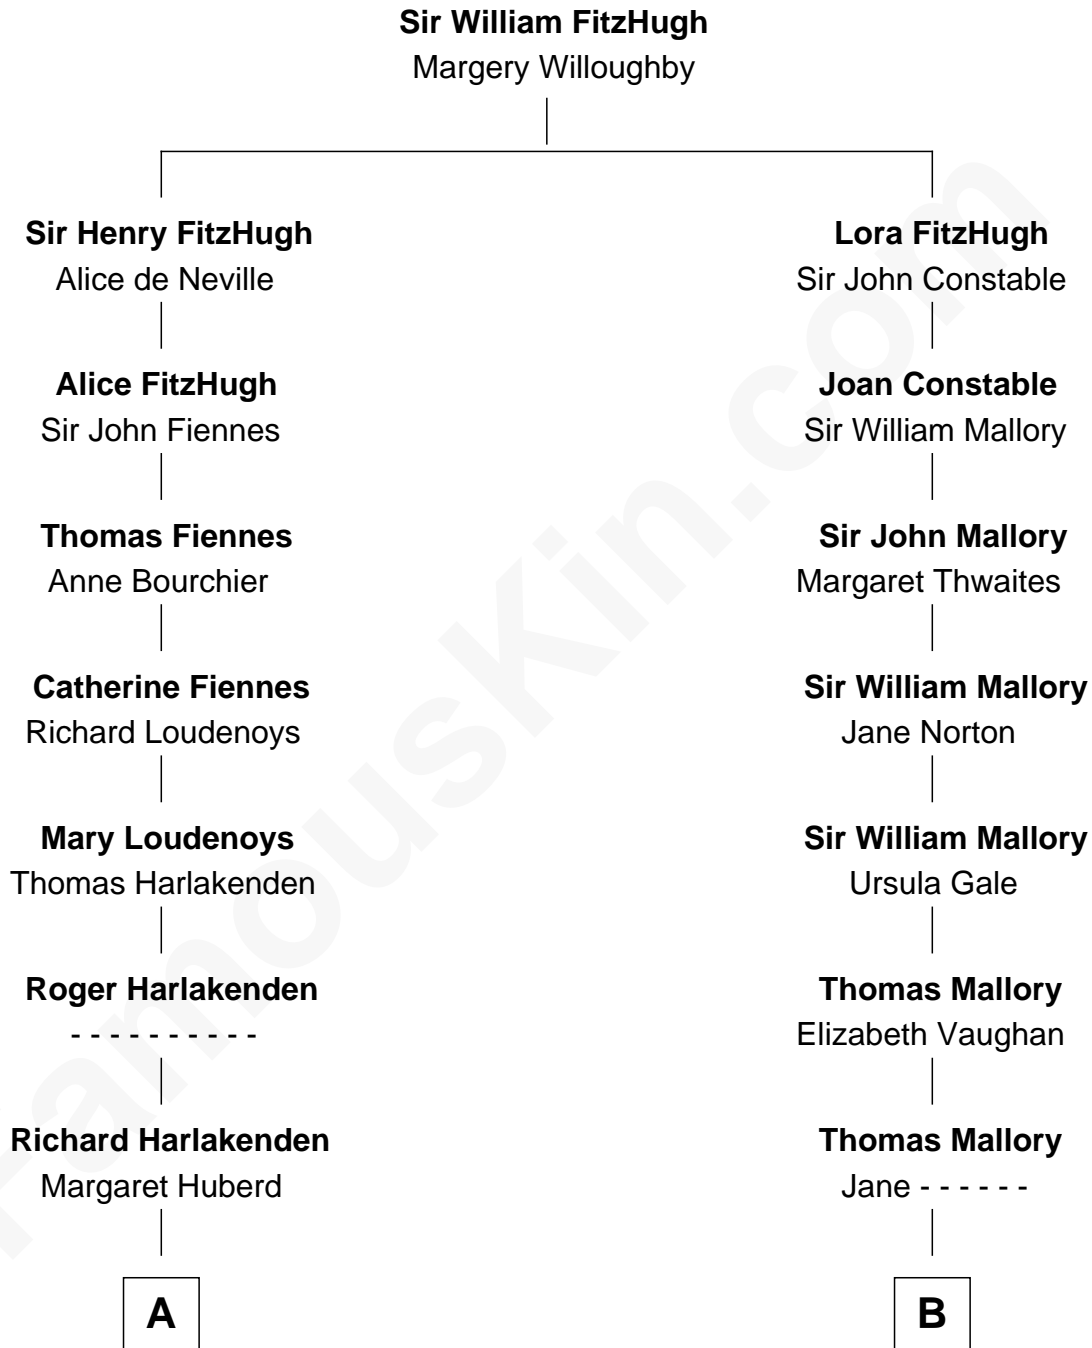 Sir William FitzHugh
Margery Willoughby
Sir Henry FitzHugh
Alice de Neville
Lora FitzHugh
Sir John Constable
Alice FitzHugh
Sir John Fiennes
Joan Constable
Sir William Mallory
Thomas Fiennes
Anne Bourchier
Sir John Mallory
Margaret Thwaites
Catherine Fiennes
Richard Loudenoys
Sir William Mallory
Jane Norton
Mary Loudenoys
Thomas Harlakenden
Sir William Mallory
Ursula Gale
Roger Harlakenden
- - - - - - - - - -
Thomas Mallory
Elizabeth Vaughan
Richard Harlakenden
Margaret Huberd
Thomas Mallory
Jane - - - - - -
A
B
FamousKin.com